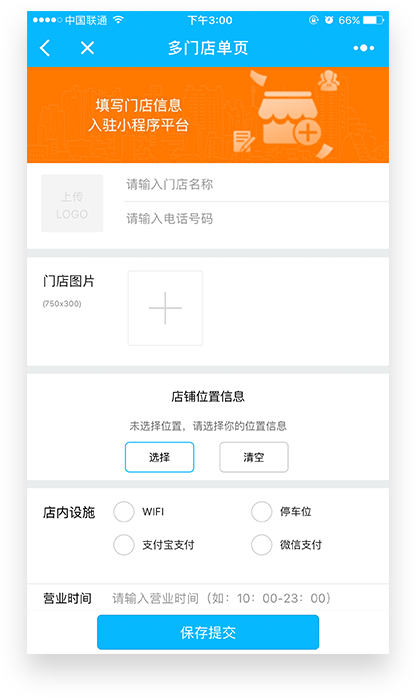 中国联通 下午3:00 66%
多门店单页
填写门店信息
入驻小程序平台
上传
LOGO
请输入门店名称
请输入电话号码
门店图片
(750x300)
店铺位置信息
未选择位置，请选择你的位置信息
选择 清空
店内设施 WIFI 停车位
支付宝支付 微信支付
营业时间 请输入营业时间（如：10：00-23：00）
保存提交